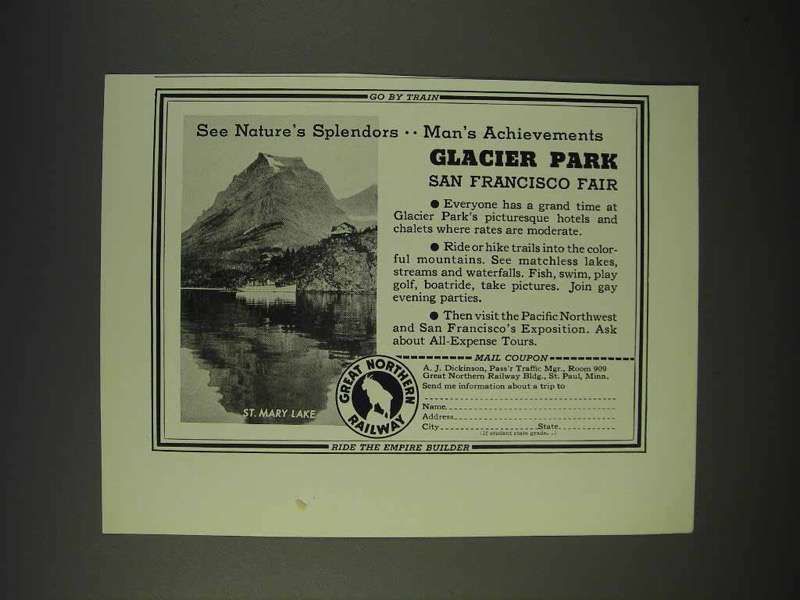 GO BY TRAIN
See Nature's Splendors •• Man's Achievements
GLACIER PARK
SAN FRANCISCO FAIR
● Everyone has a grand time at
Glacier Park's picturesque hotels and
chalets where rates are moderate.
● Ride or hike trails into the color-
ful mountains. See matchless lakes,
streams and waterfalls. Fish, swim, play
golf, boatride, take pictures. Join gay
evening parties.
● Then visit the Pacific Northwest
and San Francisco's Exposition. Ask
about All-Expense Tours.
ST. MARY LAKE
GREAT NORTHERN
RAILWAY
MAIL COUPON
A. J. Dickinson, Pass'r Traffic Mgr., Room 909
Great Northern Railway Bldg., St. Paul, Minn.
Send me information about a trip to
Name
Address
City State
(If student state grade...)
RIDE THE EMPIRE BUILDER